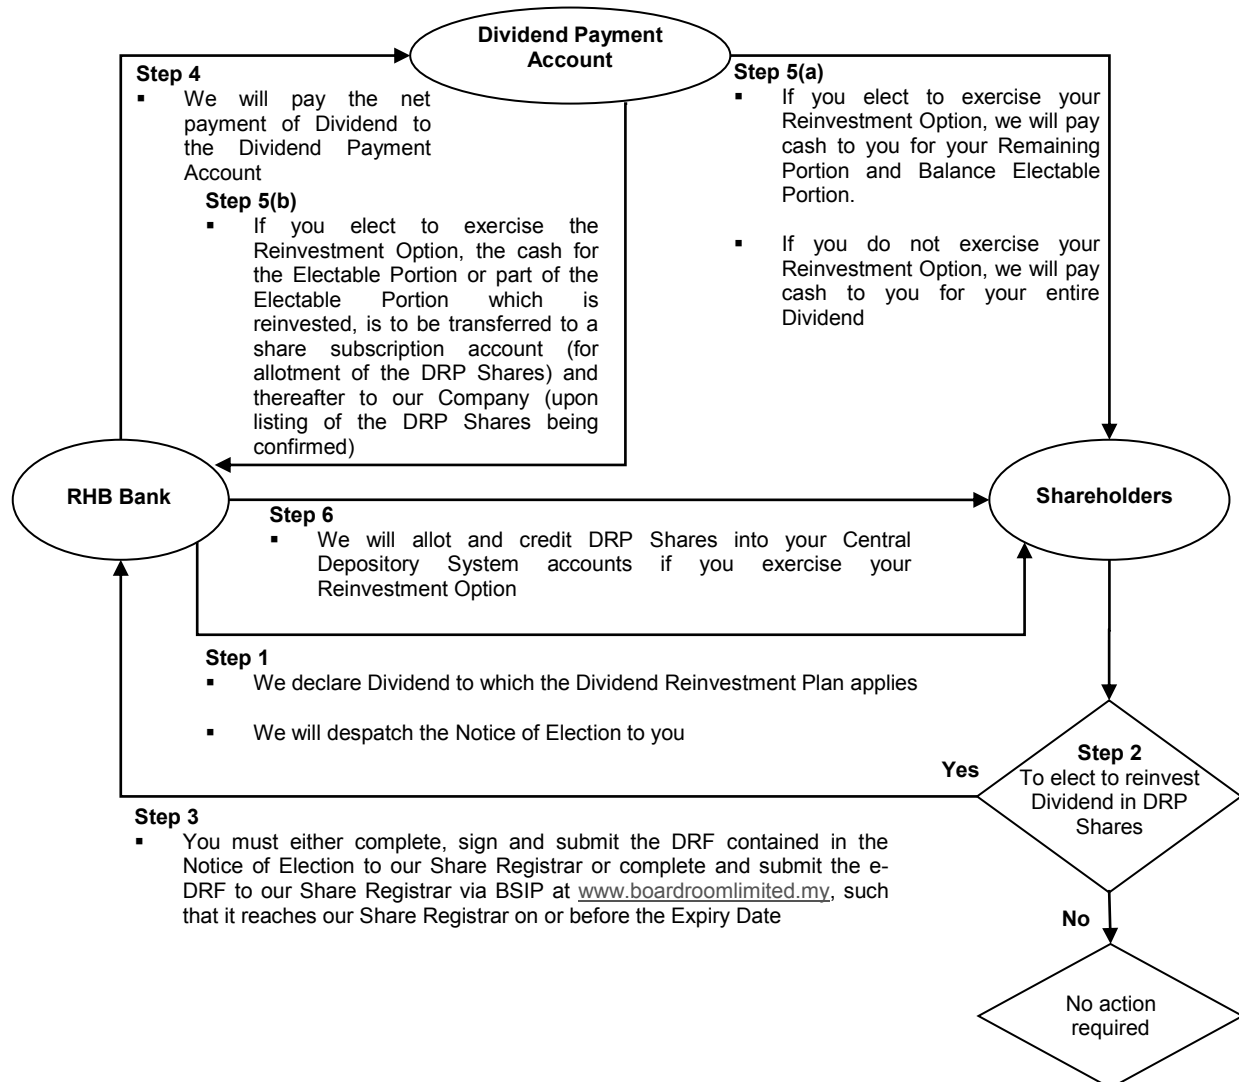 Dividend Payment
Account
Step 4
▪ We will pay the net
payment of Dividend to
the Dividend Payment
Account
Step 5(a)
▪ If you elect to exercise your
Reinvestment Option, we will pay
cash to you for your Remaining
Portion and Balance Electable
Portion.
▪ If you do not exercise your
Reinvestment Option, we will pay
cash to you for your entire
Dividend
Step 5(b)
▪ If you elect to exercise the
Reinvestment Option, the cash for
the Electable Portion or part of the
Electable Portion which is
reinvested, is to be transferred to a
share subscription account (for
allotment of the DRP Shares) and
thereafter to our Company (upon
listing of the DRP Shares being
confirmed)
RHB Bank
Shareholders
Step 6
▪ We will allot and credit DRP Shares into your Central
Depository System accounts if you exercise your
Reinvestment Option
Step 1
▪ We declare Dividend to which the Dividend Reinvestment Plan applies
▪ We will despatch the Notice of Election to you
Step 2
To elect to reinvest
Dividend in DRP
Shares
Yes
Step 3
▪ You must either complete, sign and submit the DRF contained in the
Notice of Election to our Share Registrar or complete and submit the e-
DRF to our Share Registrar via BSIP at www.boardroomlimited.my, such
that it reaches our Share Registrar on or before the Expiry Date
No
No action
required